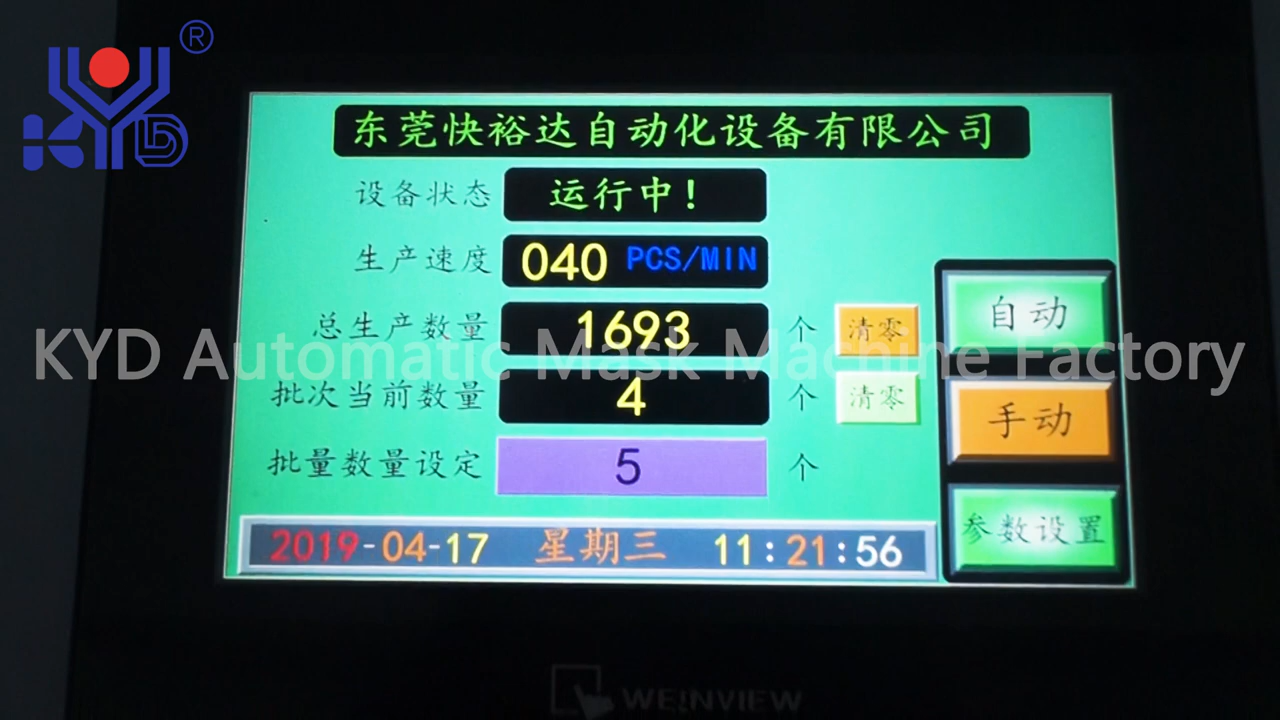 KYD ®
东莞快裕达自动化设备有限公司
设备状态 运行中!
生产速度 040 PCS/MIN
总生产数量 1693 个 清零
批次当前数量 4 个 清零
批量数量设定 5 个
自动
手动
参数设置
2019-04-17 星期三 11:21:56
KYD Automatic Mask Machine Factory
WEINVIEW